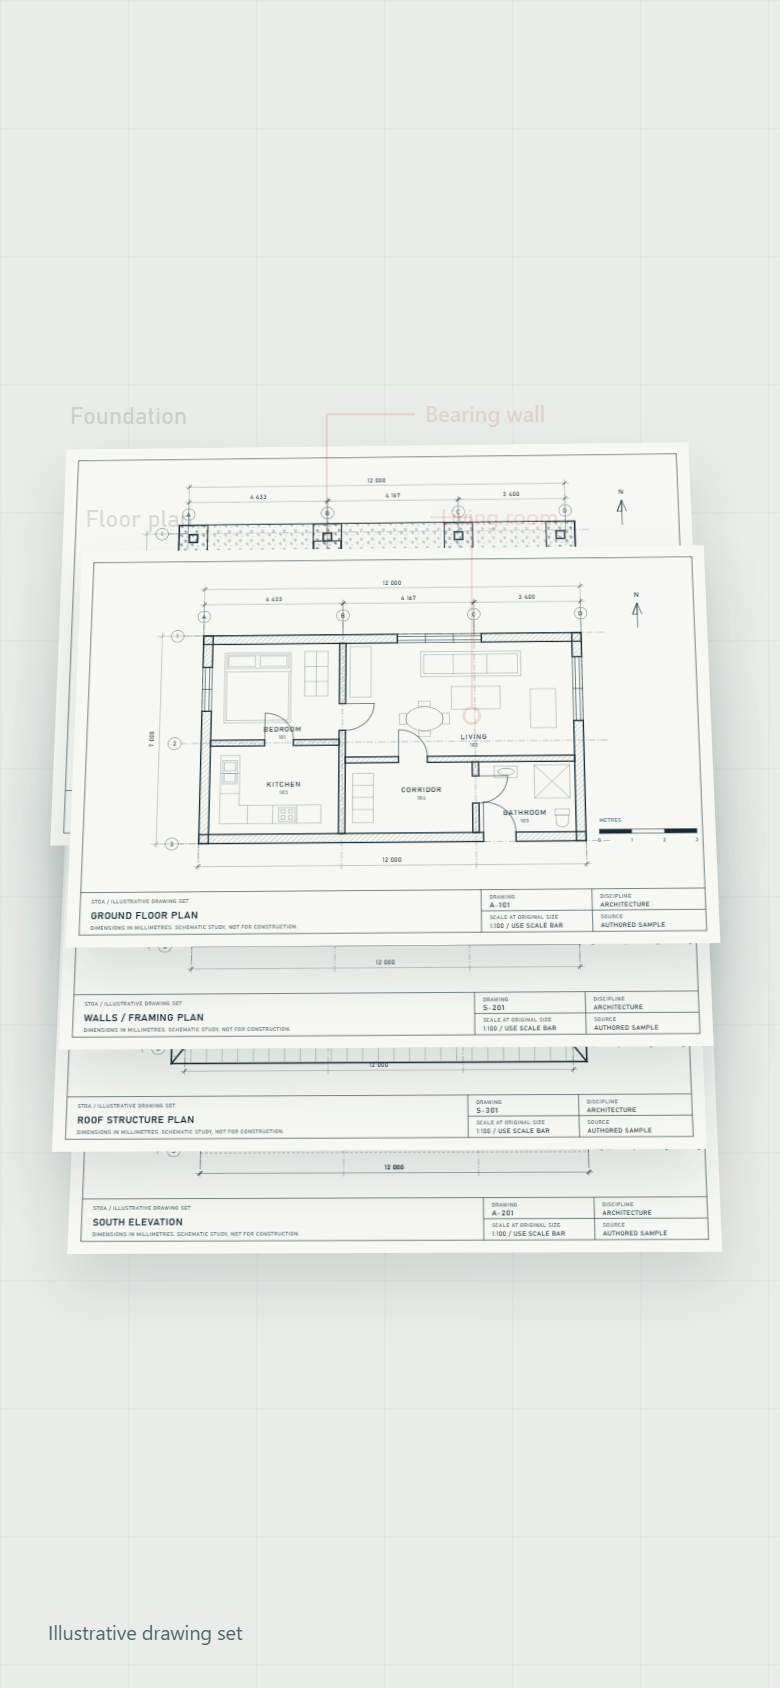 Foundation
Bearing wall
12 000
4 433 4 167 3 400
N
Floor pla
Living room
A B C D
1
12 000
4 433 4 167 3 400
N
A B C D
1
BEDROOM
101
2
LIVING
102
7 000
KITCHEN
103
CORRIDOR
104
BATHROOM
105
METRES
0 1 2 3
3
12 000
STOA / ILLUSTRATIVE DRAWING SET
GROUND FLOOR PLAN
DIMENSIONS IN MILLIMETRES. SCHEMATIC STUDY, NOT FOR CONSTRUCTION.
DRAWING
A-101
DISCIPLINE
ARCHITECTURE
SCALE AT ORIGINAL SIZE
1:100 / USE SCALE BAR
SOURCE
AUTHORED SAMPLE
12 000
STOA / ILLUSTRATIVE DRAWING SET
WALLS / FRAMING PLAN
DIMENSIONS IN MILLIMETRES. SCHEMATIC STUDY, NOT FOR CONSTRUCTION.
DRAWING
S-201
DISCIPLINE
ARCHITECTURE
SCALE AT ORIGINAL SIZE
1:100 / USE SCALE BAR
SOURCE
AUTHORED SAMPLE
12 000
STOA / ILLUSTRATIVE DRAWING SET
ROOF STRUCTURE PLAN
DIMENSIONS IN MILLIMETRES. SCHEMATIC STUDY, NOT FOR CONSTRUCTION.
DRAWING
S-301
DISCIPLINE
ARCHITECTURE
SCALE AT ORIGINAL SIZE
1:100 / USE SCALE BAR
SOURCE
AUTHORED SAMPLE
12 000
STOA / ILLUSTRATIVE DRAWING SET
SOUTH ELEVATION
DIMENSIONS IN MILLIMETRES. SCHEMATIC STUDY, NOT FOR CONSTRUCTION.
DRAWING
A-201
DISCIPLINE
ARCHITECTURE
SCALE AT ORIGINAL SIZE
1:100 / USE SCALE BAR
SOURCE
AUTHORED SAMPLE
Illustrative drawing set